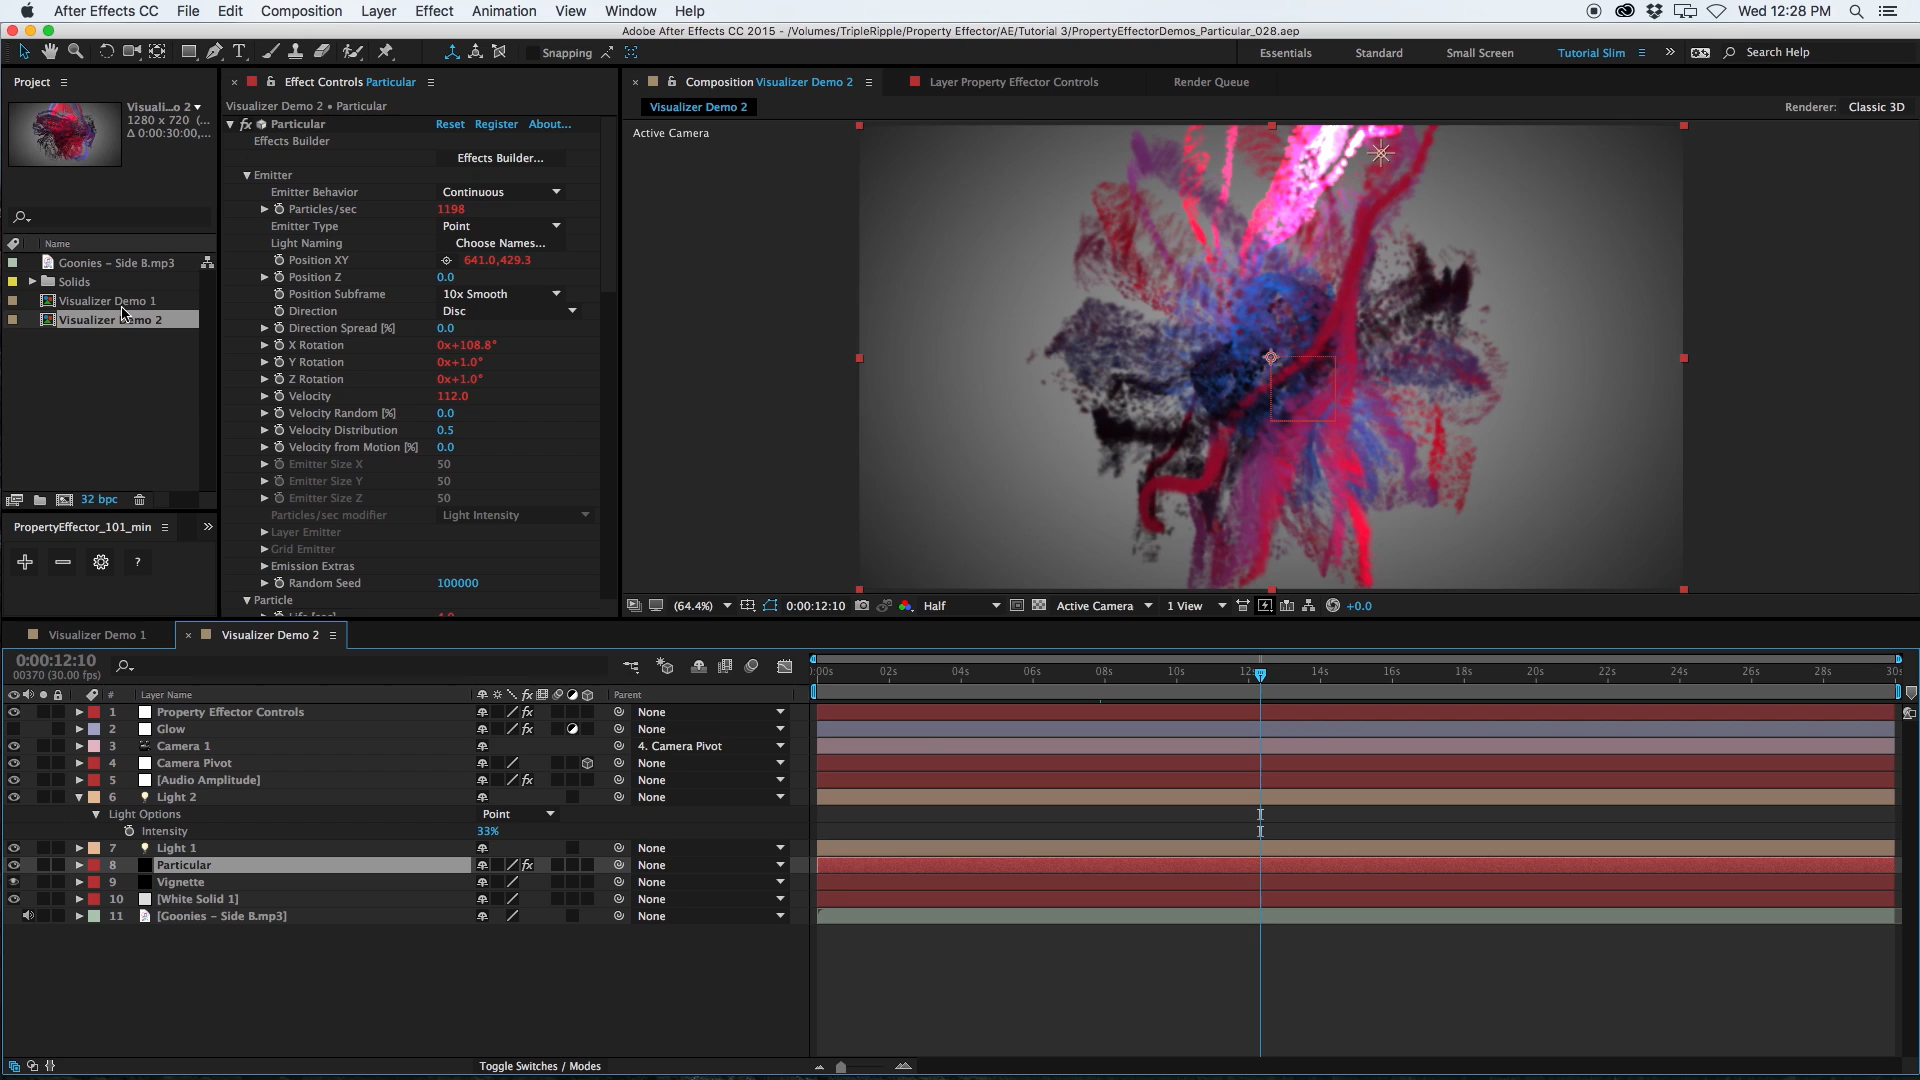 After Effects CC File Edit Composition Layer Effect Animation View Window Help Wed 12:28 PM
Adobe After Effects CC 2015 - /Volumes/TripleRipple/Property Effector/AE/Tutorial 3/PropertyEffectorDemos_Particular_028.aep
Snapping Essentials Standard Small Screen Tutorial Slim Search Help
Project
Visuali...o 2
1280 x 720 (...
Δ 0:00:30:00,...
Name
Goonies – Side B.mp3
Solids
Visualizer Demo 1
Visualizer Demo 2
32 bpc
PropertyEffector_101_min
?
Effect Controls Particular
Visualizer Demo 2 • Particular
fx Particular Reset Register About...
Effects Builder
Effects Builder...
Emitter
Emitter Behavior Continuous
Particles/sec 1198
Emitter Type Point
Light Naming Choose Names...
Position XY 641.0,429.3
Position Z 0.0
Position Subframe 10x Smooth
Direction Disc
Direction Spread [%] 0.0
X Rotation 0x+108.8°
Y Rotation 0x+1.0°
Z Rotation 0x+1.0°
Velocity 112.0
Velocity Random [%] 0.0
Velocity Distribution 0.5
Velocity from Motion [%] 0.0
Emitter Size X 50
Emitter Size Y 50
Emitter Size Z 50
Particles/sec modifier Light Intensity
Layer Emitter
Grid Emitter
Emission Extras
Random Seed 100000
Particle
Composition Visualizer Demo 2 Layer Property Effector Controls Render Queue
Visualizer Demo 2 Renderer: Classic 3D
Active Camera
(64.4%) 0:00:12:10 Half Active Camera 1 View +0.0
Visualizer Demo 1 Visualizer Demo 2
0:00:12:10
00370 (30.00 fps)
:00s 02s 04s 06s 08s 10s 12s 14s 16s 18s 20s 22s 24s 26s 28s 30s
# Layer Name fx Parent
1 Property Effector Controls fx None
2 Glow fx None
3 Camera 1 4. Camera Pivot
4 Camera Pivot None
5 [Audio Amplitude] fx None
6 Light 2 None
Light Options Point
Intensity 33%
7 Light 1 None
8 Particular fx None
9 Vignette None
10 [White Solid 1] None
11 [Goonies – Side B.mp3] None
Toggle Switches / Modes